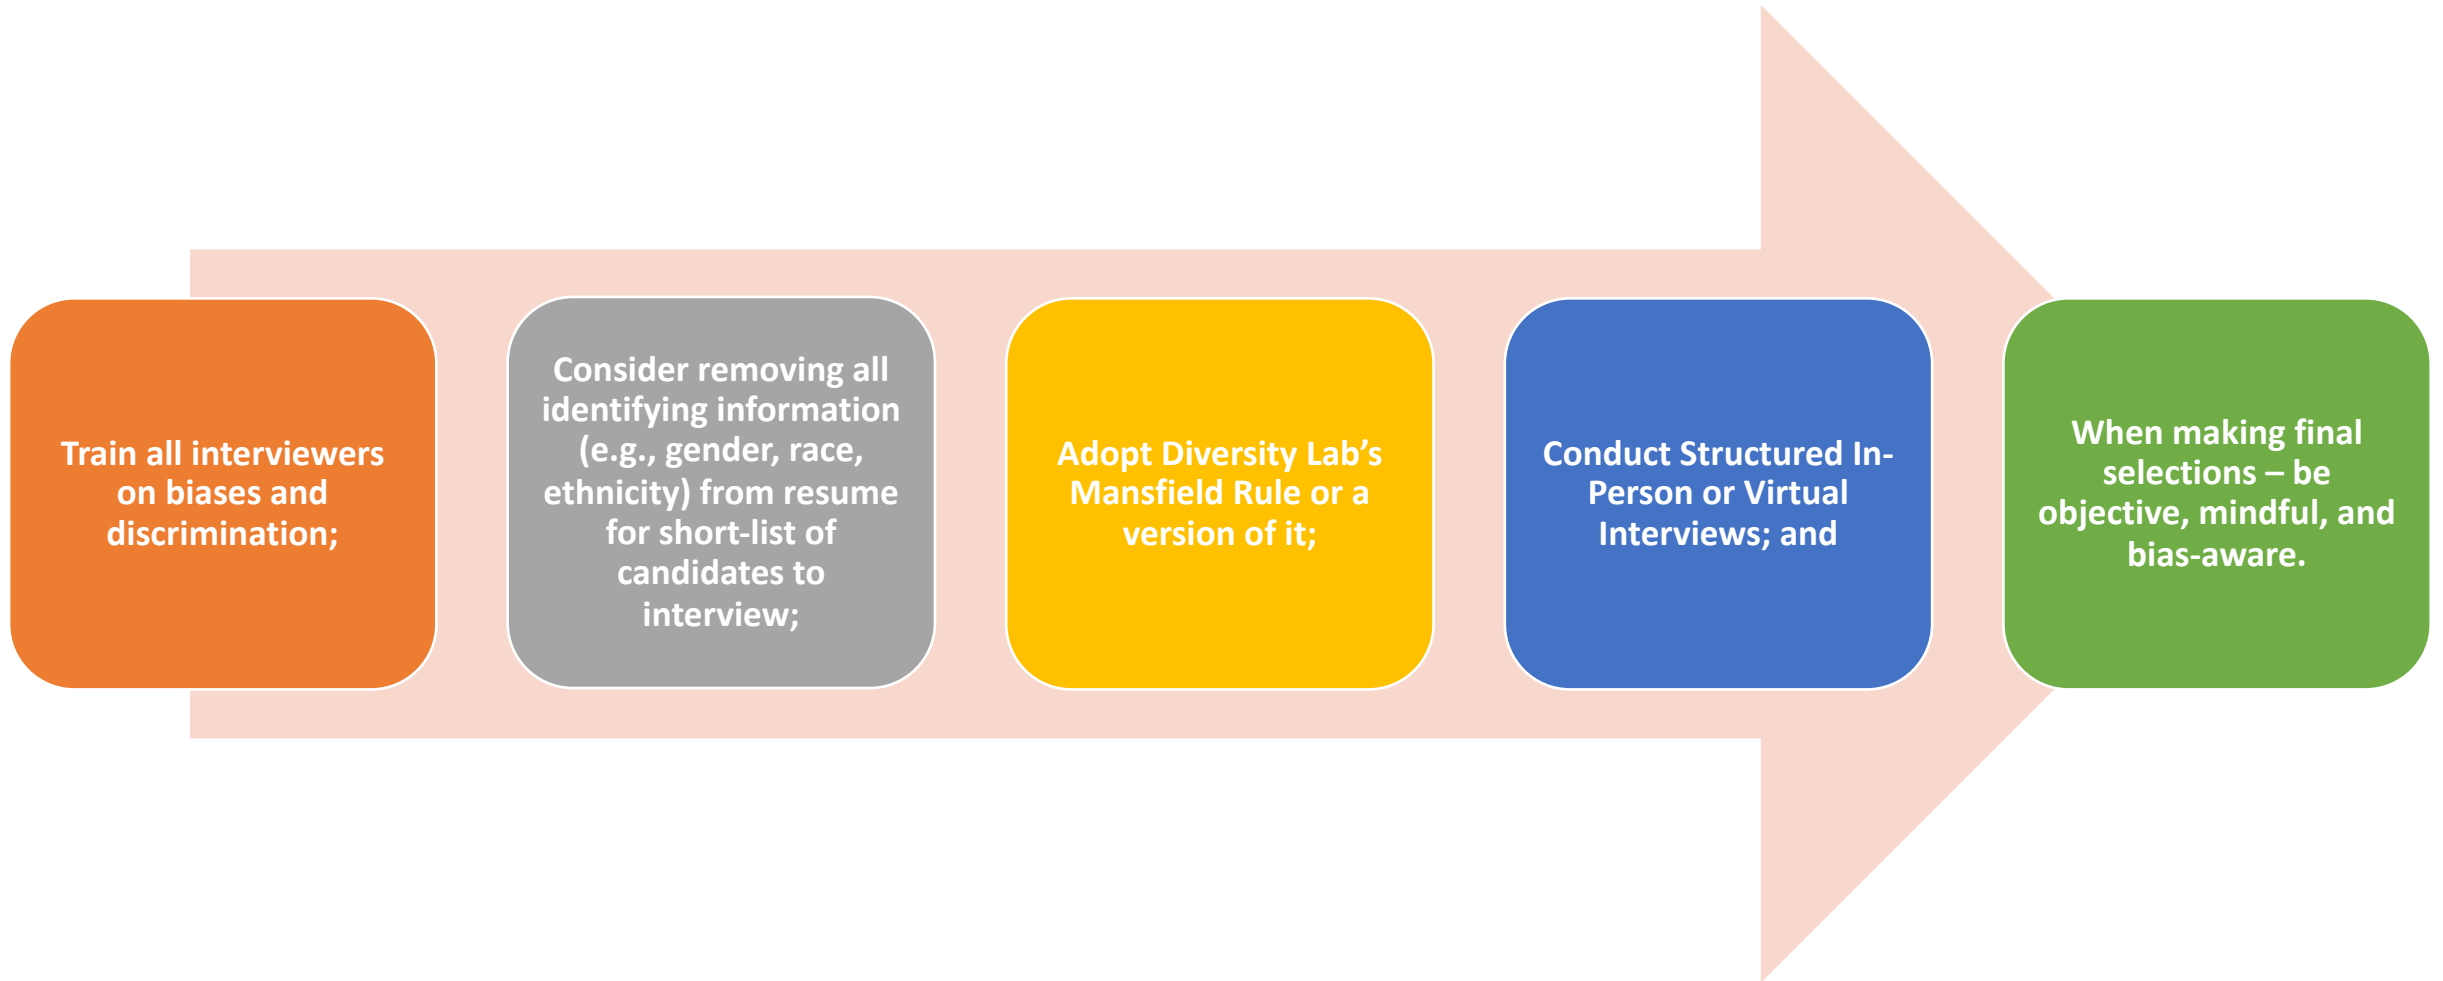 Train all interviewers
on biases and
discrimination;
Consider removing all
identifying information
(e.g., gender, race,
ethnicity) from resume
for short-list of
candidates to
interview;
Adopt Diversity Lab’s
Mansfield Rule or a
version of it;
Conduct Structured In-
Person or Virtual
Interviews; and
When making final
selections – be
objective, mindful, and
bias-aware.